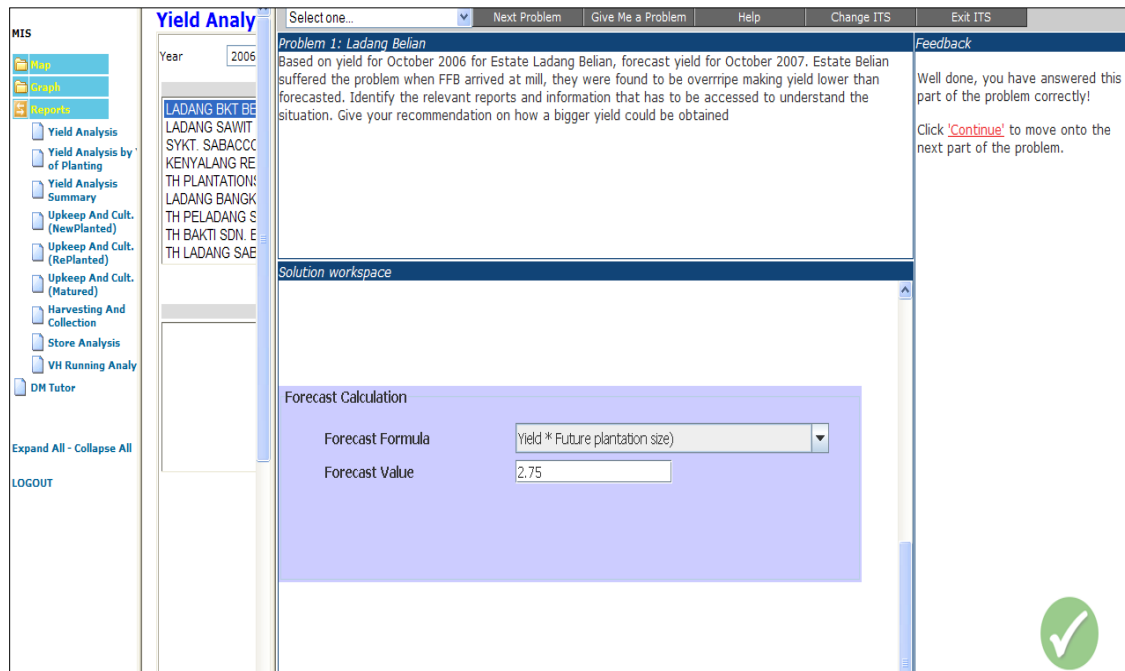 MIS
Map
Graph
Reports
Yield Analysis
Yield Analysis by
of Planting
Yield Analysis
Summary
Upkeep And Cult.
(NewPlanted)
Upkeep And Cult.
(RePlanted)
Upkeep And Cult.
(Matured)
Harvesting And
Collection
Store Analysis
VH Running Analy
DM Tutor
Expand All - Collapse All
LOGOUT
Yield Analy
Year 2006
LADANG BKT BE
LADANG SAWIT
SYKT. SABACCO
KENYALANG RE
TH PLANTATIONS
LADANG BANGK
TH PELADANG S
TH BAKTI SDN. B
TH LADANG SAB
Select one... Next Problem Give Me a Problem Help Change ITS Exit ITS
Problem 1: Ladang Belian
Based on yield for October 2006 for Estate Ladang Belian, forecast yield for October 2007. Estate Belian
suffered the problem when FFB arrived at mill, they were found to be overrripe making yield lower than
forecasted. Identify the relevant reports and information that has to be accessed to understand the
situation. Give your recommendation on how a bigger yield could be obtained
Solution workspace
Forecast Calculation
Forecast Formula Yield * Future plantation size)
Forecast Value 2.75
Feedback
Well done, you have answered this
part of the problem correctly!
Click 'Continue' to move onto the
next part of the problem.